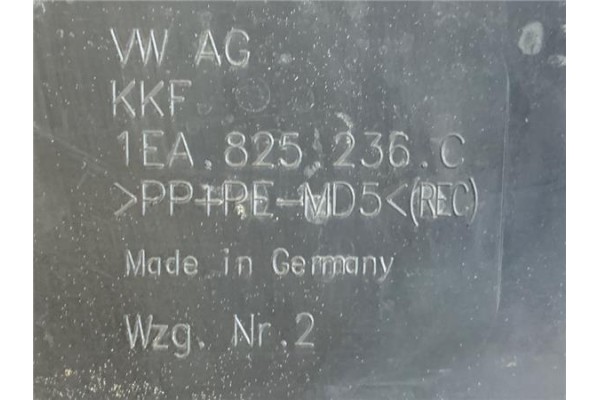 VW AG
KKF
1EA.825.236.C
>PP+PE-MD5<(REC)
Made in Germany
Wzg. Nr.2